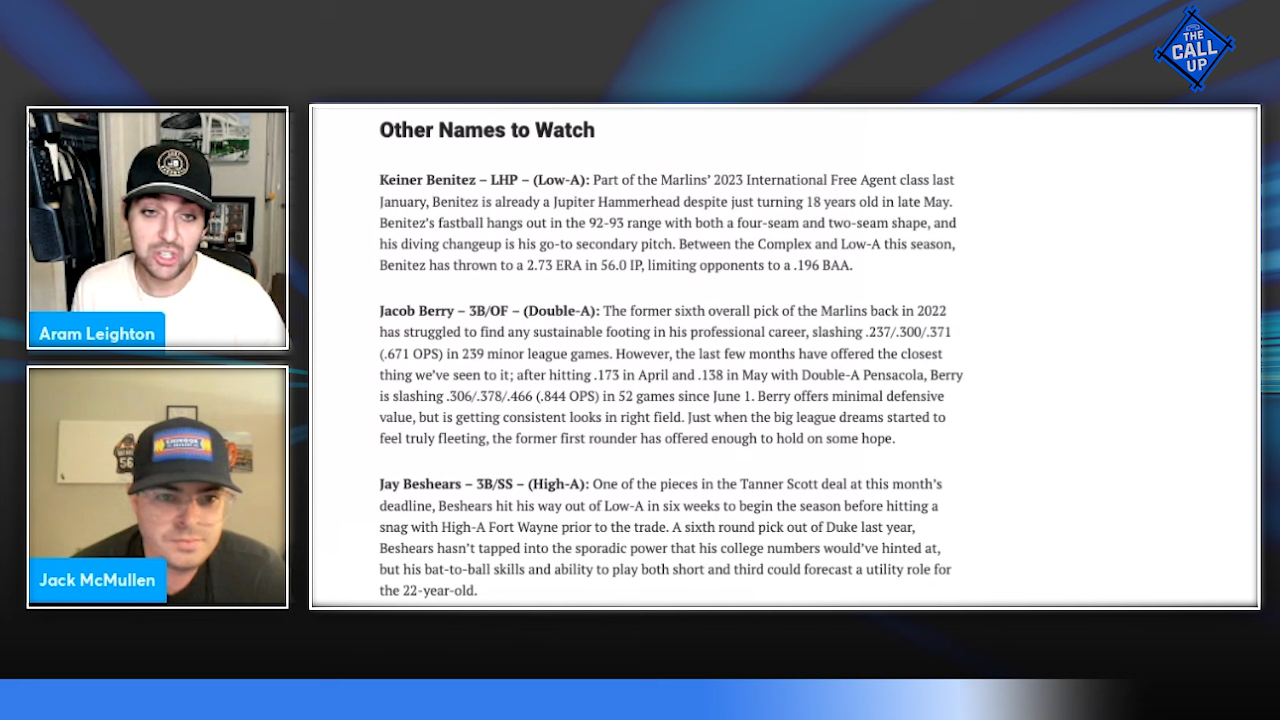 THE
CALL
UP
Other Names to Watch
Keiner Benitez – LHP – (Low-A): Part of the Marlins’ 2023 International Free Agent class last
January, Benitez is already a Jupiter Hammerhead despite just turning 18 years old in late May.
Benitez’s fastball hangs out in the 92-93 range with both a four-seam and two-seam shape, and
his diving changeup is his go-to secondary pitch. Between the Complex and Low-A this season,
Benitez has thrown to a 2.73 ERA in 56.0 IP, limiting opponents to a .196 BAA.
Jacob Berry – 3B/OF – (Double-A): The former sixth overall pick of the Marlins back in 2022
has struggled to find any sustainable footing in his professional career, slashing .237/.300/.371
(.671 OPS) in 239 minor league games. However, the last few months have offered the closest
thing we’ve seen to it; after hitting .173 in April and .138 in May with Double-A Pensacola, Berry
is slashing .306/.378/.466 (.844 OPS) in 52 games since June 1. Berry offers minimal defensive
value, but is getting consistent looks in right field. Just when the big league dreams started to
feel truly fleeting, the former first rounder has offered enough to hold on some hope.
Jay Beshears – 3B/SS – (High-A): One of the pieces in the Tanner Scott deal at this month’s
deadline, Beshears hit his way out of Low-A in six weeks to begin the season before hitting a
snag with High-A Fort Wayne prior to the trade. A sixth round pick out of Duke last year,
Beshears hasn’t tapped into the sporadic power that his college numbers would’ve hinted at,
but his bat-to-ball skills and ability to play both short and third could forecast a utility role for
the 22-year-old.
JB
Aram Leighton
56
Jack McMullen